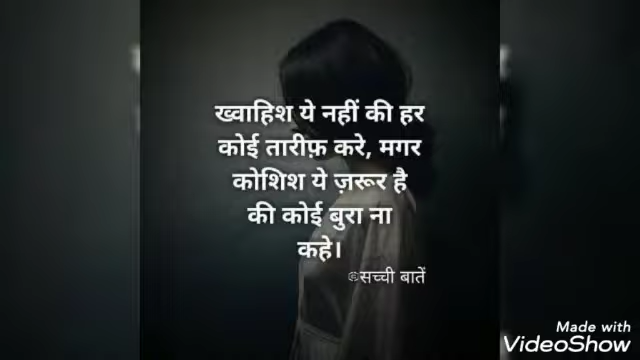 ख्वाहिश ये नहीं की हर
कोई तारीफ़ करे, मगर
कोशिश ये ज़रूर है
की कोई बुरा ना
कहे।
सच्ची बातें
Made with
VideoShow